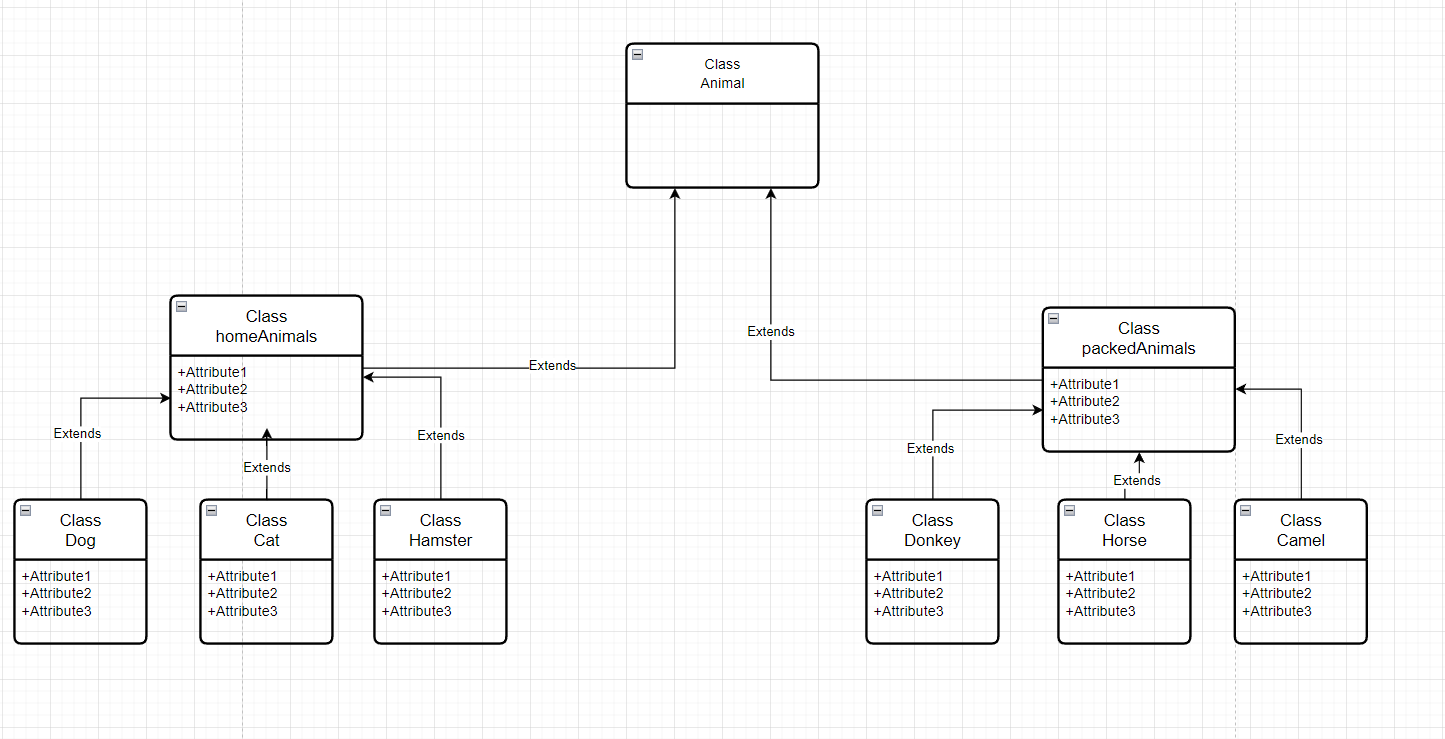 Class
Animal
Class
homeAnimals
+Attribute1
+Attribute2
+Attribute3
Extends
Extends
Class
packedAnimals
+Attribute1
+Attribute2
+Attribute3
Extends
Extends
Extends
Extends
Extends
Extends
Class
Dog
+Attribute1
+Attribute2
+Attribute3
Class
Cat
+Attribute1
+Attribute2
+Attribute3
Class
Hamster
+Attribute1
+Attribute2
+Attribute3
Class
Donkey
+Attribute1
+Attribute2
+Attribute3
Class
Horse
+Attribute1
+Attribute2
+Attribute3
Class
Camel
+Attribute1
+Attribute2
+Attribute3